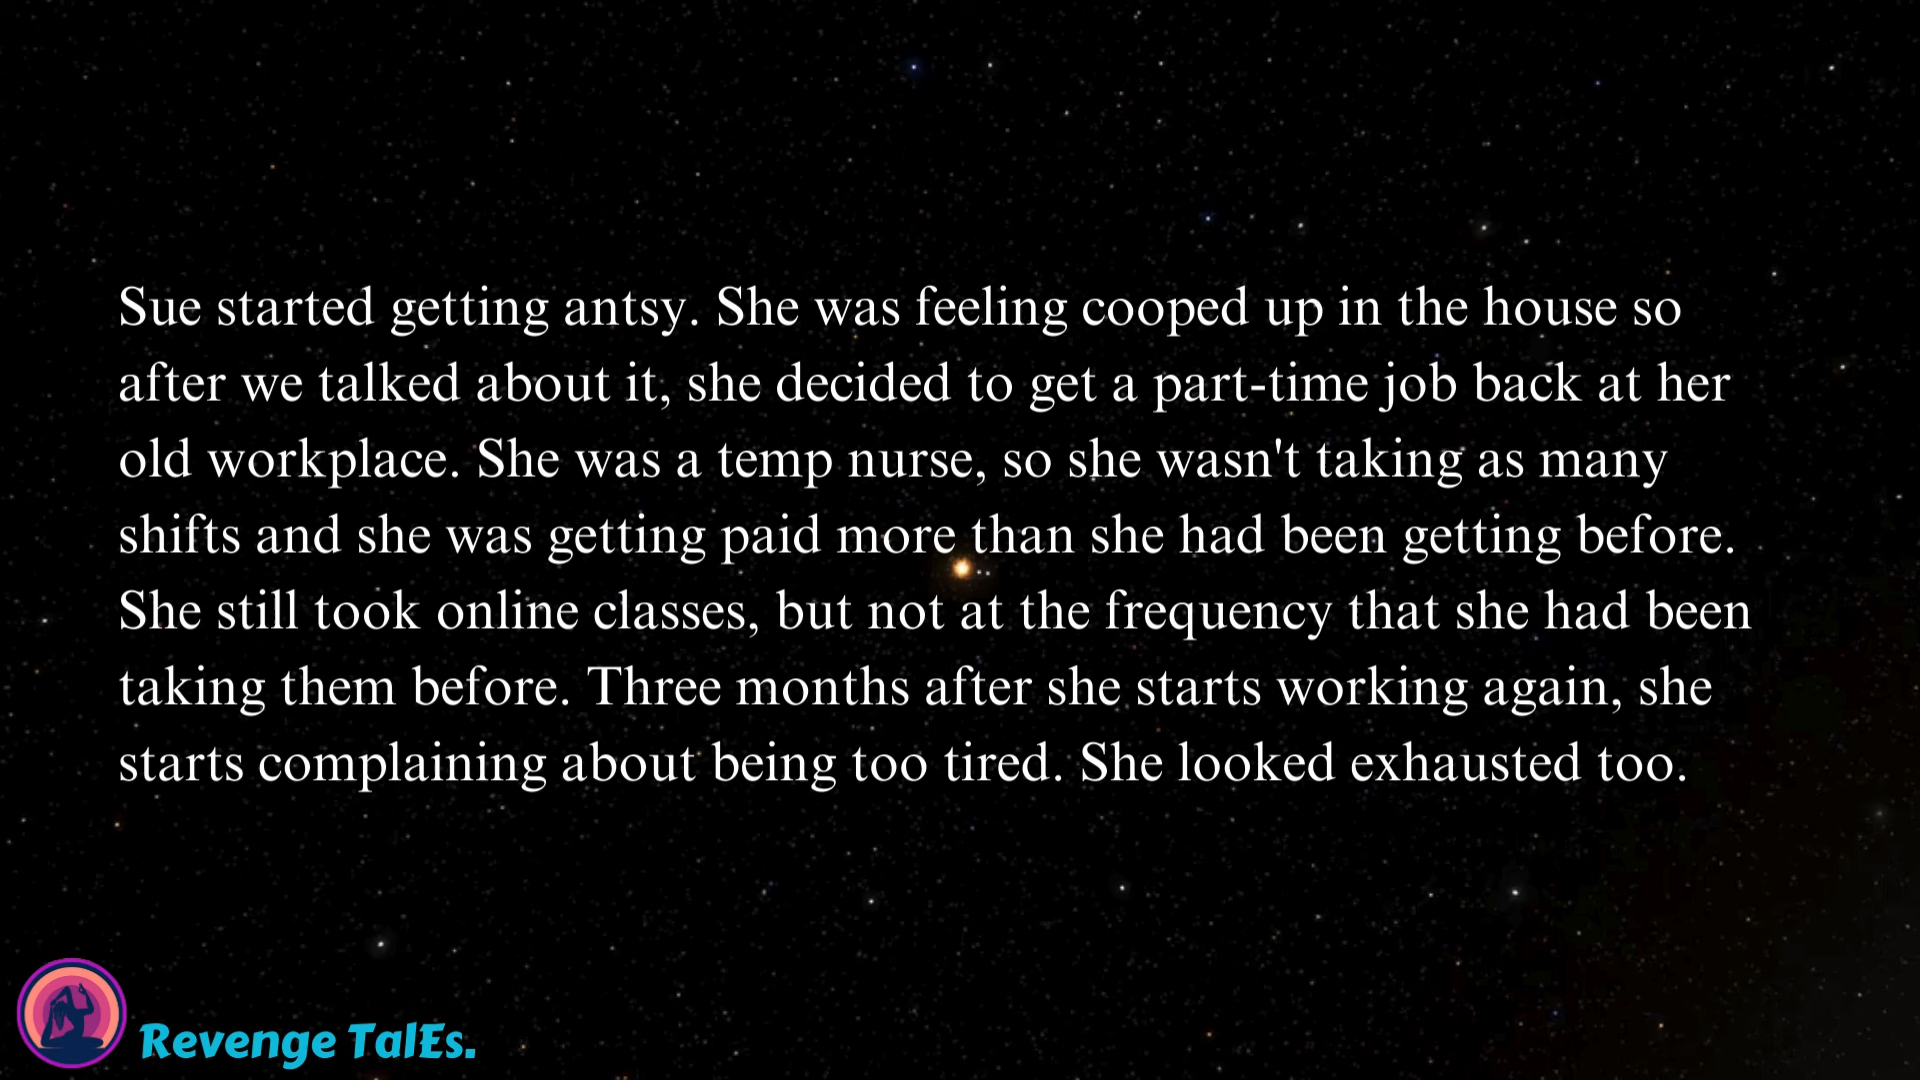 Sue started getting antsy. She was feeling cooped up in the house so
after we talked about it, she decided to get a part-time job back at her
old workplace. She was a temp nurse, so she wasn't taking as many
shifts and she was getting paid more than she had been getting before.
She still took online classes, but not at the frequency that she had been
taking them before. Three months after she starts working again, she
starts complaining about being too tired. She looked exhausted too.
Revenge TalEs.